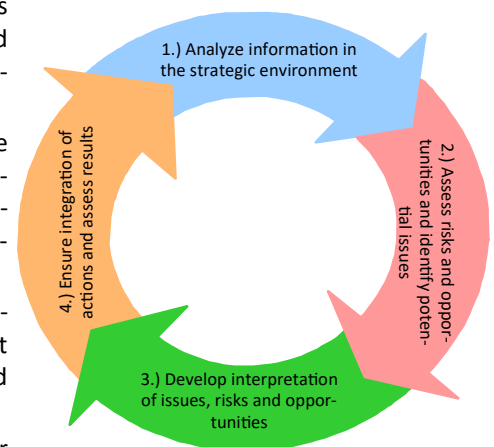 1.) Analyze information in
the strategic environment
2.) Assess risks and oppor-
tunities and identify poten-
tial issues
3.) Develop interpretation
of issues, risks and oppor-
tunities
4.) Ensure integration of
actions and assess results